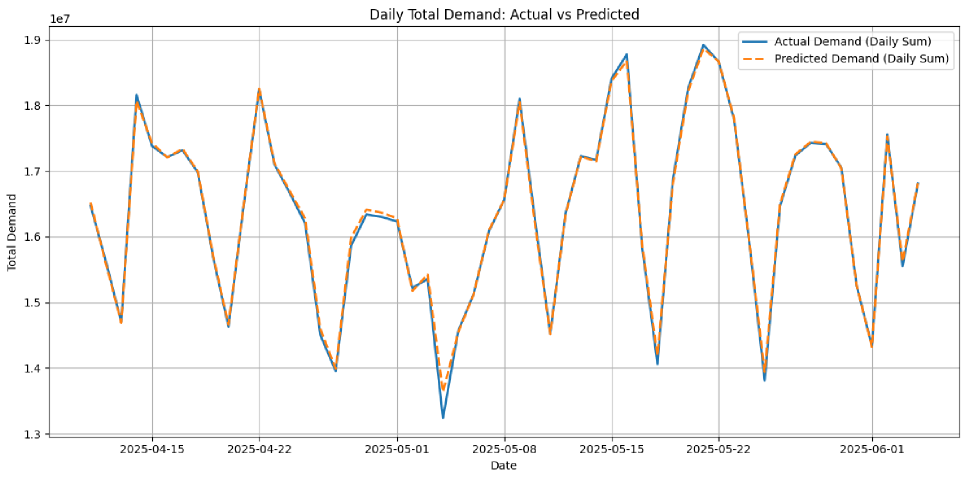 Daily Total Demand: Actual vs Predicted
1e7
Actual Demand (Daily Sum)
Predicted Demand (Daily Sum)
1.9
1.8
1.7
1.6
1.5
1.4
1.3
Total Demand
2025-04-15
2025-04-22
2025-05-01
2025-05-08
2025-05-15
2025-05-22
2025-06-01
Date